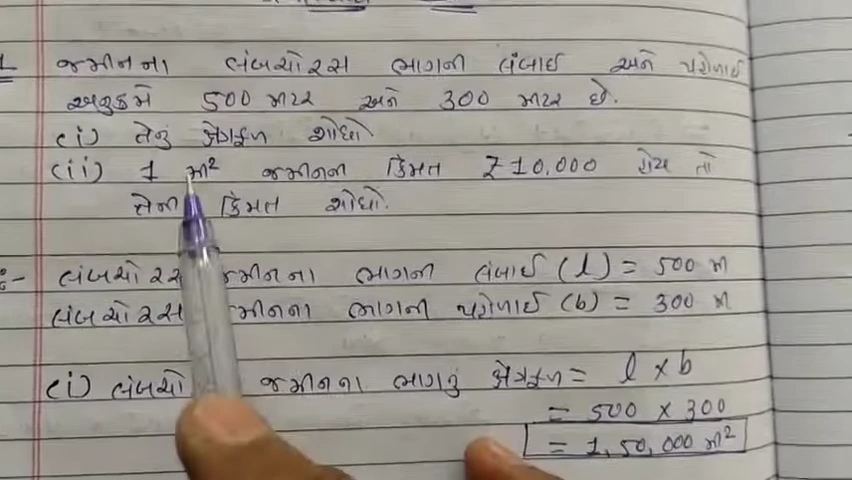 1 જમીનના લંબચોરસ ભાગની લંબાઈ અને પહોળાઈ
અનુક્રમે 500 મીટર અને 300 મીટર છે.
(i) તેનું ક્ષેત્રફળ શોધો
(ii) 1 મી² જમીનની કિંમત ₹10,000 હોય તો
તેની કિંમત શોધો.
:- લંબચોરસ જમીનના ભાગની લંબાઈ (l) = 500 મી
લંબચોરસ જમીનના ભાગની પહોળાઈ (b) = 300 મી
(i) લંબચો જમીનના ભાગનું ક્ષેત્રફળ = l × b
= 500 × 300
= 1,50,000 મી²